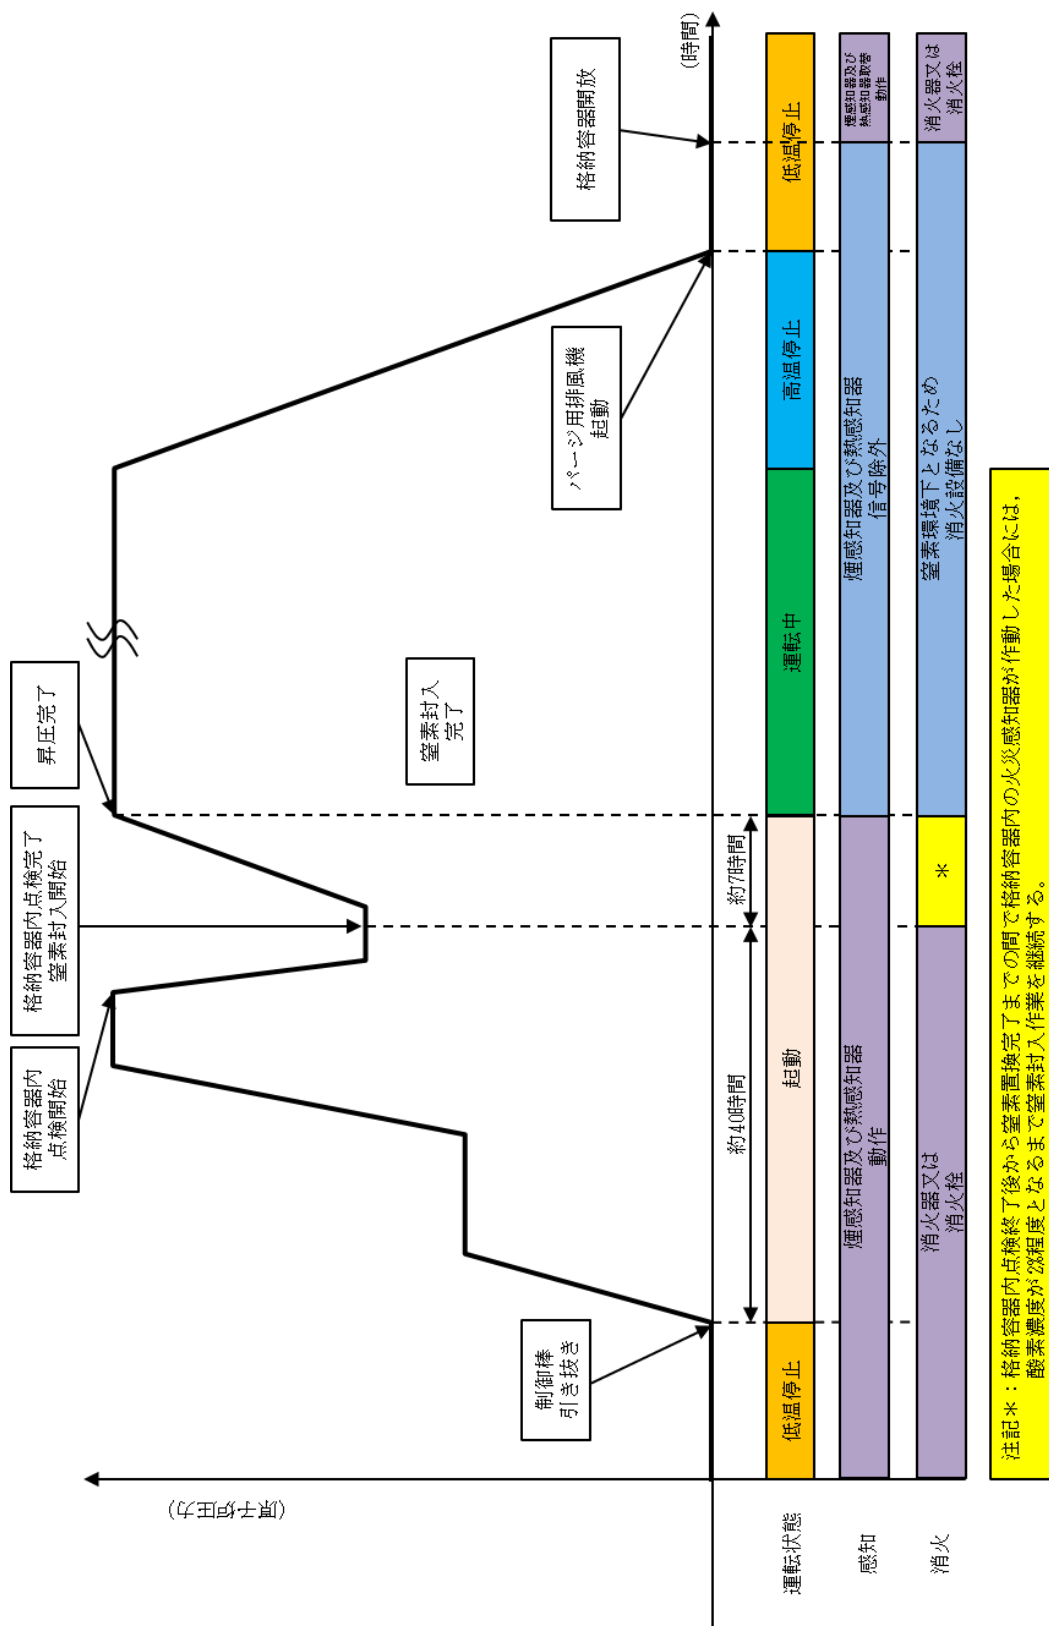 (原子炉圧力)
制御棒
引き抜き
格納容器内
点検開始
格納容器内点検完了
窒素封入開始
昇圧完了
窒素封入
完了
パージ用排風機
起動
格納容器開放
(時間)
約40時間
約7時間
運転状態
低温停止
起動
運転中
高温停止
低温停止
感知
煙感知器及び熱感知器
動作
煙感知器及び熱感知器
信号除外
煙感知器及び
熱感知器取替
動作
消火
消火器又は
消火栓
*
窒素環境下となるため
消火設備なし
消火器又は
消火栓
注記*：格納容器内点検終了後から窒素置換完了までの間で格納容器内の火災感知器が作動した場合には,
酸素濃度が2%程度となるまで窒素封入作業を継続する。